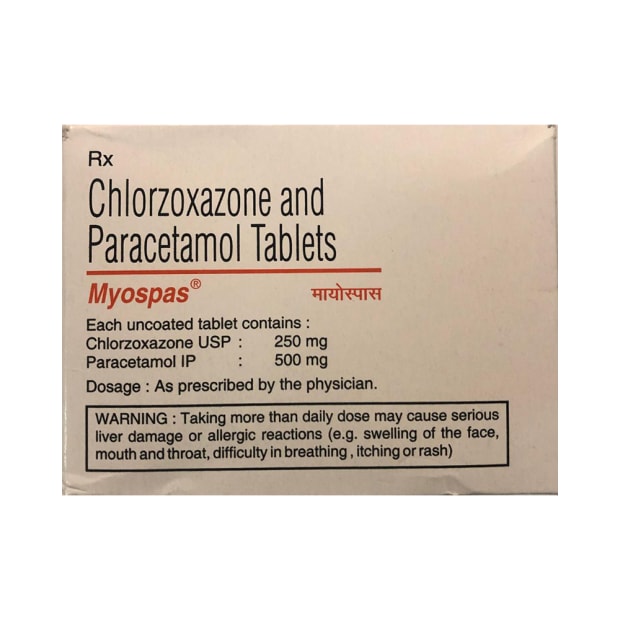 Rx
Chlorzoxazone and
Paracetamol Tablets
Myospas® मायोस्पास
Each uncoated tablet contains :
Chlorzoxazone USP : 250 mg
Paracetamol IP : 500 mg
Dosage : As prescribed by the physician.
WARNING : Taking more than daily dose may cause serious
liver damage or allergic reactions (e.g. swelling of the face,
mouth and throat, difficulty in breathing , itching or rash)